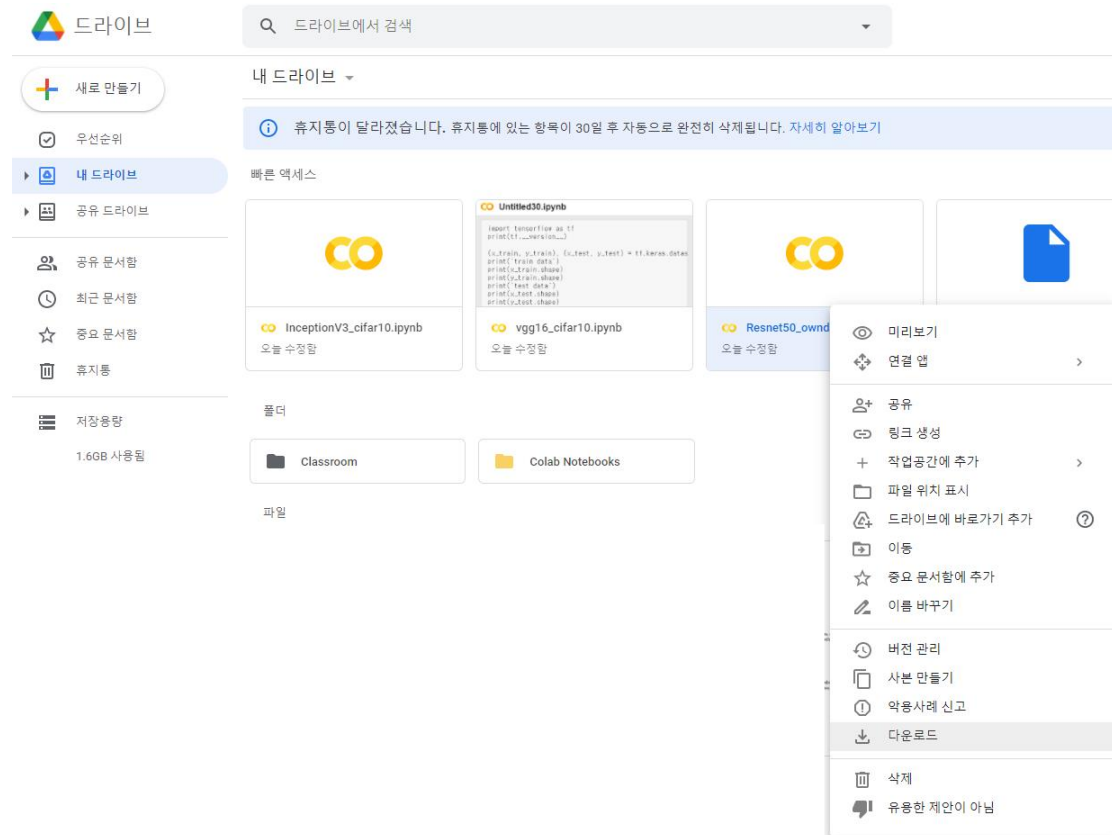 드라이브
드라이브에서 검색
새로 만들기
우선순위
내 드라이브
공유 드라이브
공유 문서함
최근 문서함
중요 문서함
휴지통
저장용량
1.6GB 사용됨
내 드라이브
휴지통이 달라졌습니다. 휴지통에 있는 항목이 30일 후 자동으로 완전히 삭제됩니다. 자세히 알아보기
빠른 액세스
InceptionV3_cifar10.ipynb
오늘 수정함
Untitled30.ipynb
import tensorflow as tf
print(tf.__version__)
(x_train, y_train), (x_test, y_test) = tf.keras.datas
print('train data')
print(x_train.shape)
print(y_train.shape)
print('test data')
print(x_test.shape)
print(y_test.shape)
vgg16_cifar10.ipynb
오늘 수정함
Resnet50_ownd
오늘 수정함
폴더
Classroom
Colab Notebooks
파일
미리보기
연결 앱
공유
링크 생성
작업공간에 추가
파일 위치 표시
드라이브에 바로가기 추가
이동
중요 문서함에 추가
이름 바꾸기
버전 관리
사본 만들기
악용사례 신고
다운로드
삭제
유용한 제안이 아님